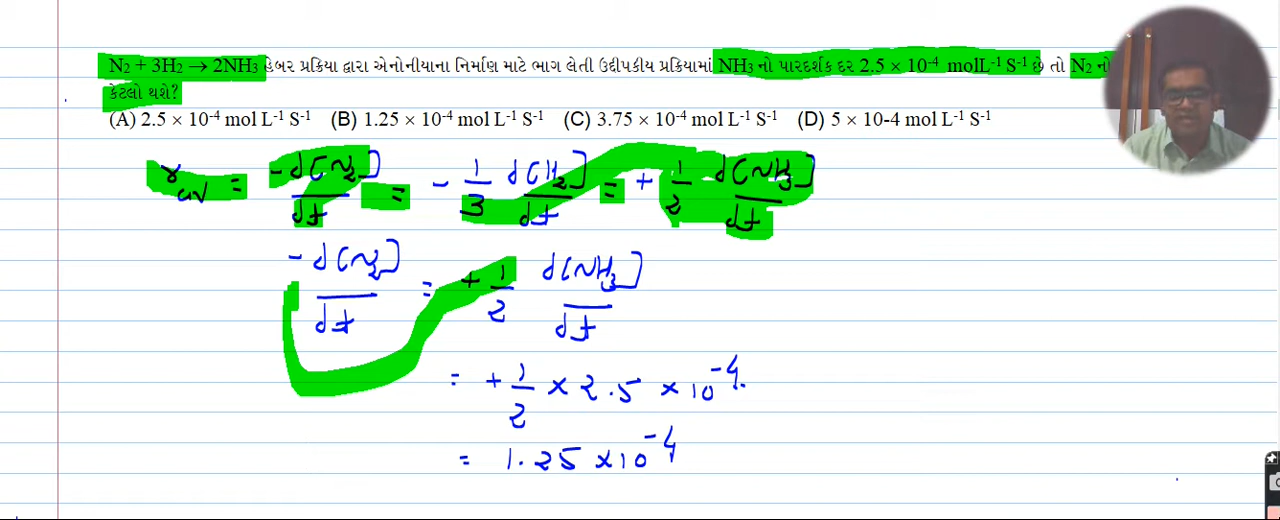 N₂ + 3H₂ → 2NH₃ હેબર પ્રક્રિયા દ્વારા એનોનીયાના નિર્માણ માટે ભાગ લેતી ઉદ્દીપકીય પ્રક્રિયામાં NH₃ નો પારદર્શક દર 2.5 × 10⁻⁴ molL⁻¹ S⁻¹ છે તો N₂ નો
કેટલો થશે?
(A) 2.5 × 10⁻⁴ mol L⁻¹ S⁻¹ (B) 1.25 × 10⁻⁴ mol L⁻¹ S⁻¹ (C) 3.75 × 10⁻⁴ mol L⁻¹ S⁻¹ (D) 5 × 10-4 mol L⁻¹ S⁻¹
r_av = -d[N₂]/dt = - 1/3 d[H₂]/dt = + 1/2 d[NH₃]/dt
-d[N₂]/dt = + 1/2 d[NH₃]/dt
= + 1/2 × 2.5 × 10⁻⁴
= 1.25 × 10⁻⁴